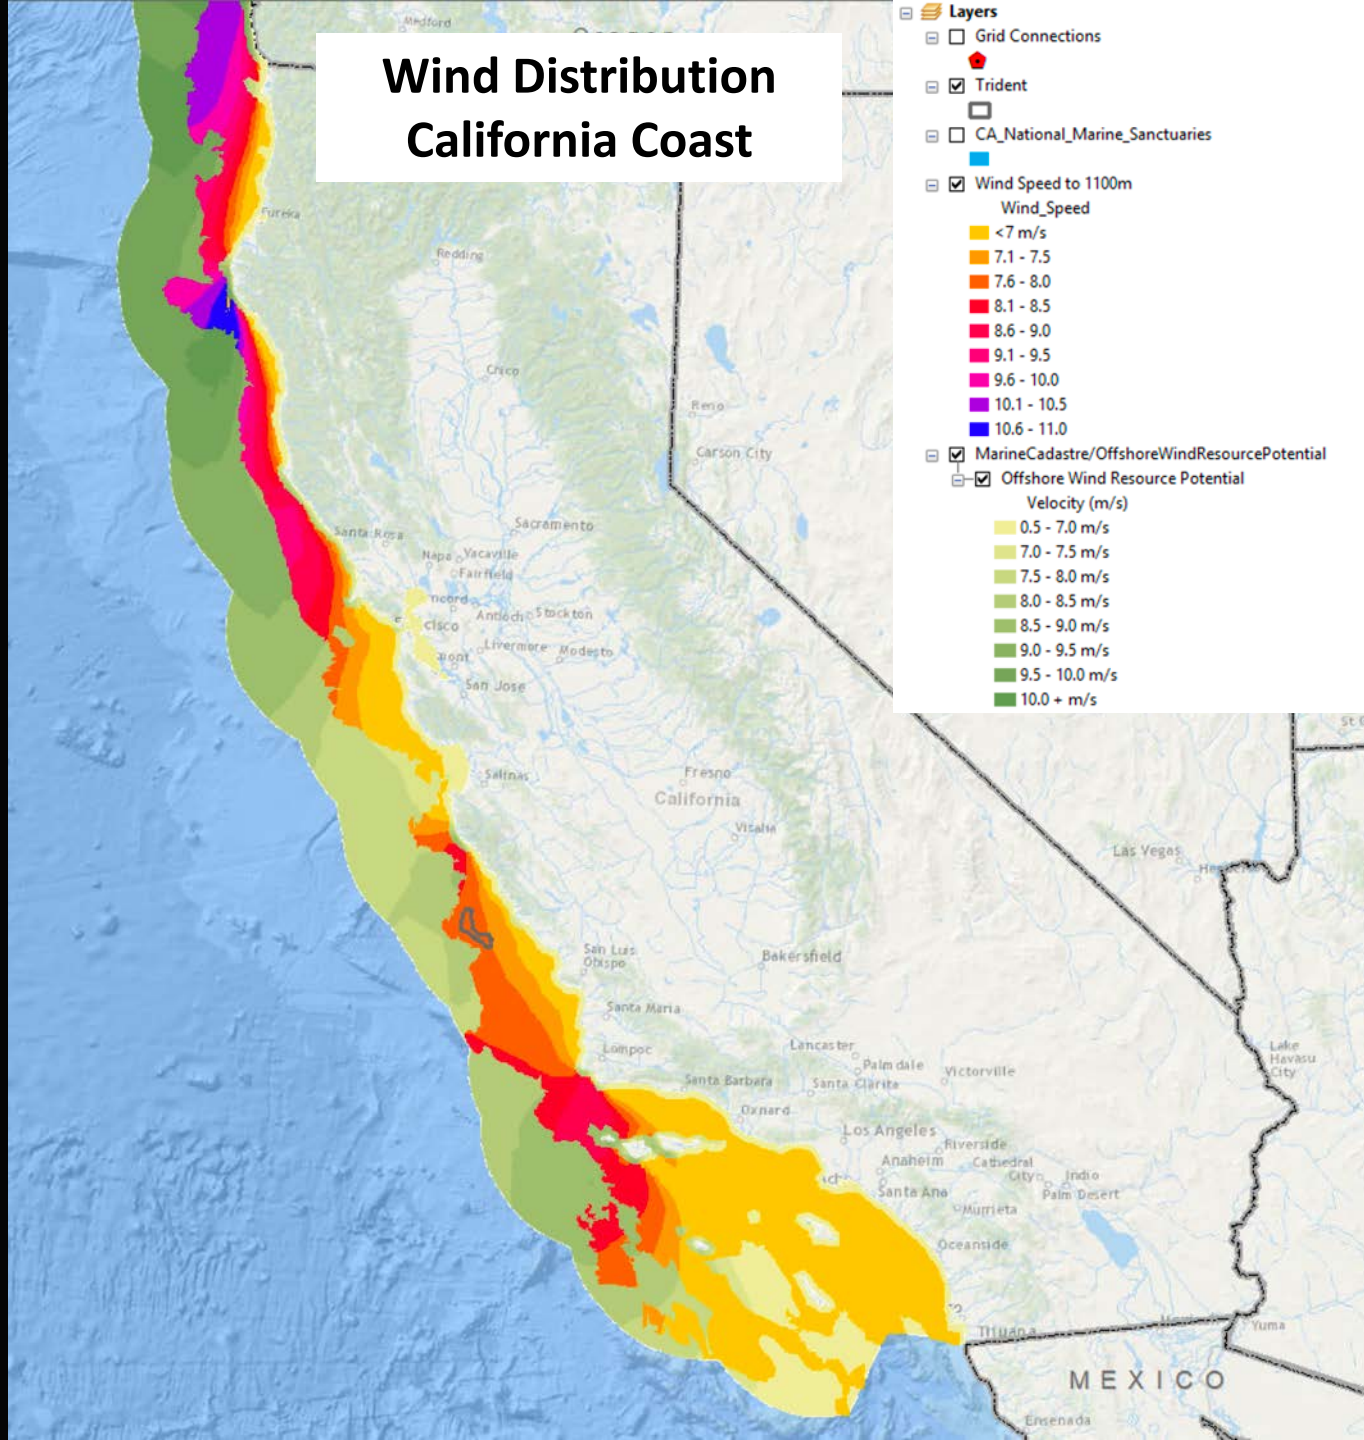 Wind Distribution
California Coast
Layers
Grid Connections
Trident
CA_National_Marine_Sanctuaries
Wind Speed to 1100m
Wind_Speed
<7 m/s
7.1 - 7.5
7.6 - 8.0
8.1 - 8.5
8.6 - 9.0
9.1 - 9.5
9.6 - 10.0
10.1 - 10.5
10.6 - 11.0
MarineCadastre/OffshoreWindResourcePotential
Offshore Wind Resource Potential
Velocity (m/s)
0.5 - 7.0 m/s
7.0 - 7.5 m/s
7.5 - 8.0 m/s
8.0 - 8.5 m/s
8.5 - 9.0 m/s
9.0 - 9.5 m/s
9.5 - 10.0 m/s
10.0 + m/s
Medford
Eureka
Redding
Chico
Reno
Carson City
Santa Rosa
Sacramento
Napa
Vacaville
Fairfield
ncord
Antioch
Stockton
cisco
Livermore
Modesto
mont
San Jose
Salinas
Fresno
California
Visalia
Las Vegas
San Luis
Obispo
Bakersfield
Santa Maria
Lompoc
Lancaster
Palmdale
Victorville
Santa Barbara
Santa Clarita
Oxnard
Lake
Havasu
City
Los Angeles
Riverside
Anaheim
Cathedral
City
Indio
Santa Ana
Palm Desert
Murrieta
Oceanside
Tijuana
Yuma
MEXICO
Ensenada